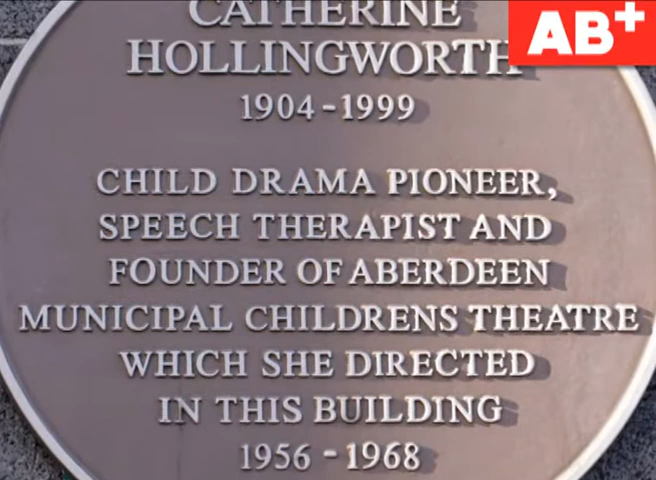 CATHERINE
HOLLINGWORTH
1904-1999
CHILD DRAMA PIONEER,
SPEECH THERAPIST AND
FOUNDER OF ABERDEEN
MUNICIPAL CHILDRENS THEATRE
WHICH SHE DIRECTED
IN THIS BUILDING
1956-1968
AB+